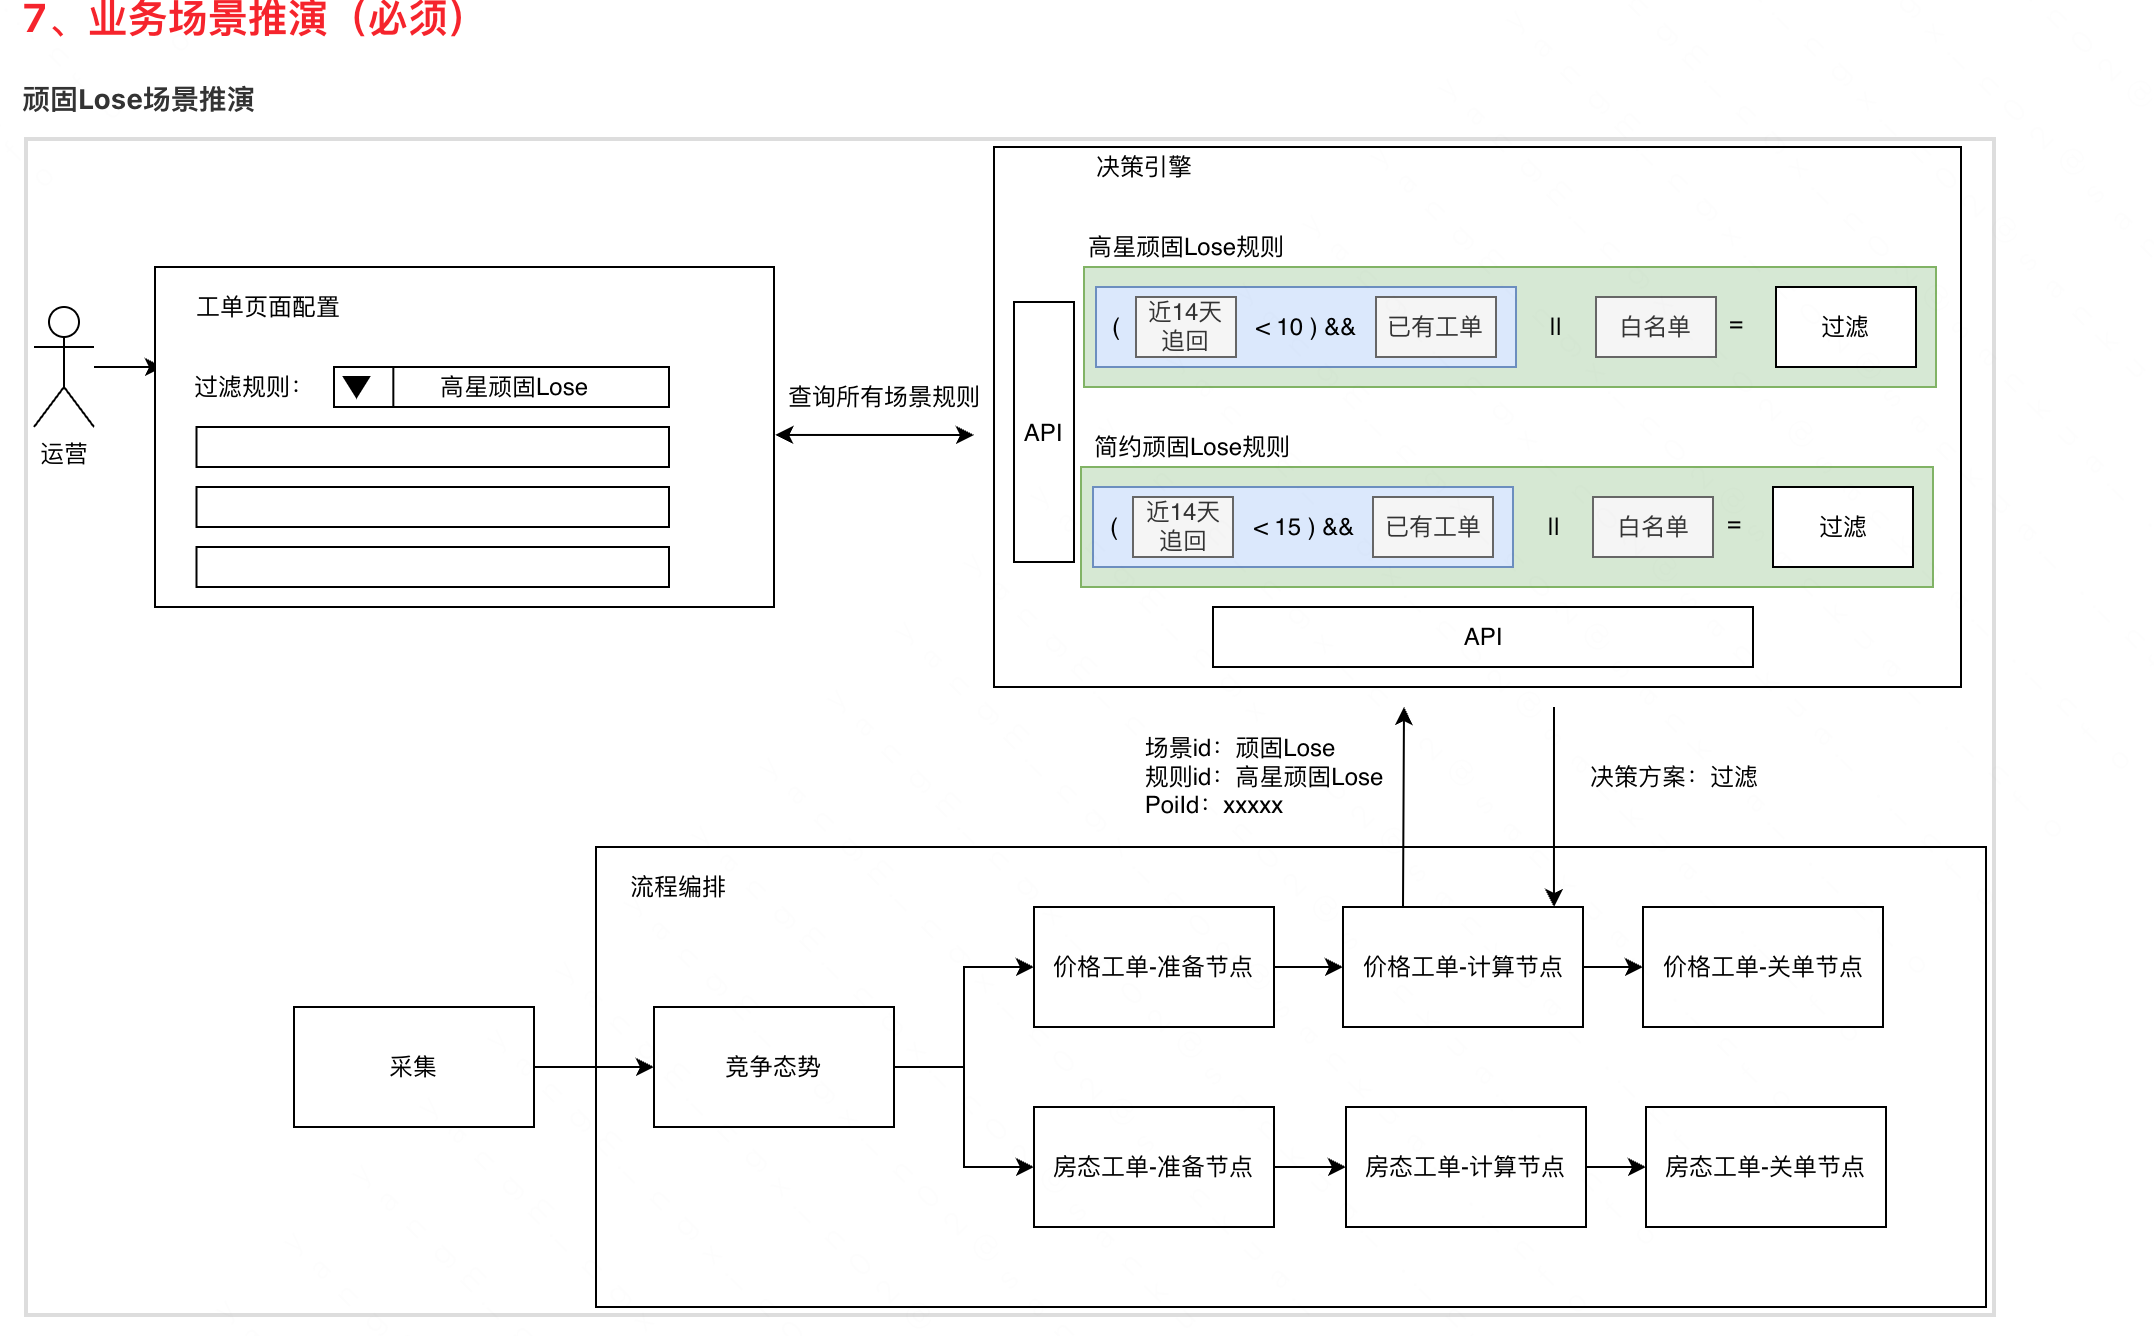 7、业务场景推演（必须）
顽固Lose场景推演
决策引擎
高星顽固Lose规则
( 近14天
追回 < 10 ) && 已有工单 || 白名单 = 过滤
工单页面配置
过滤规则： 高星顽固Lose
运营
查询所有场景规则
API
简约顽固Lose规则
( 近14天
追回 < 15 ) && 已有工单 || 白名单 = 过滤
API
场景id：顽固Lose
规则id：高星顽固Lose
PoiId：xxxxx
决策方案：过滤
流程编排
价格工单-准备节点
价格工单-计算节点
价格工单-关单节点
采集
竞争态势
房态工单-准备节点
房态工单-计算节点
房态工单-关单节点